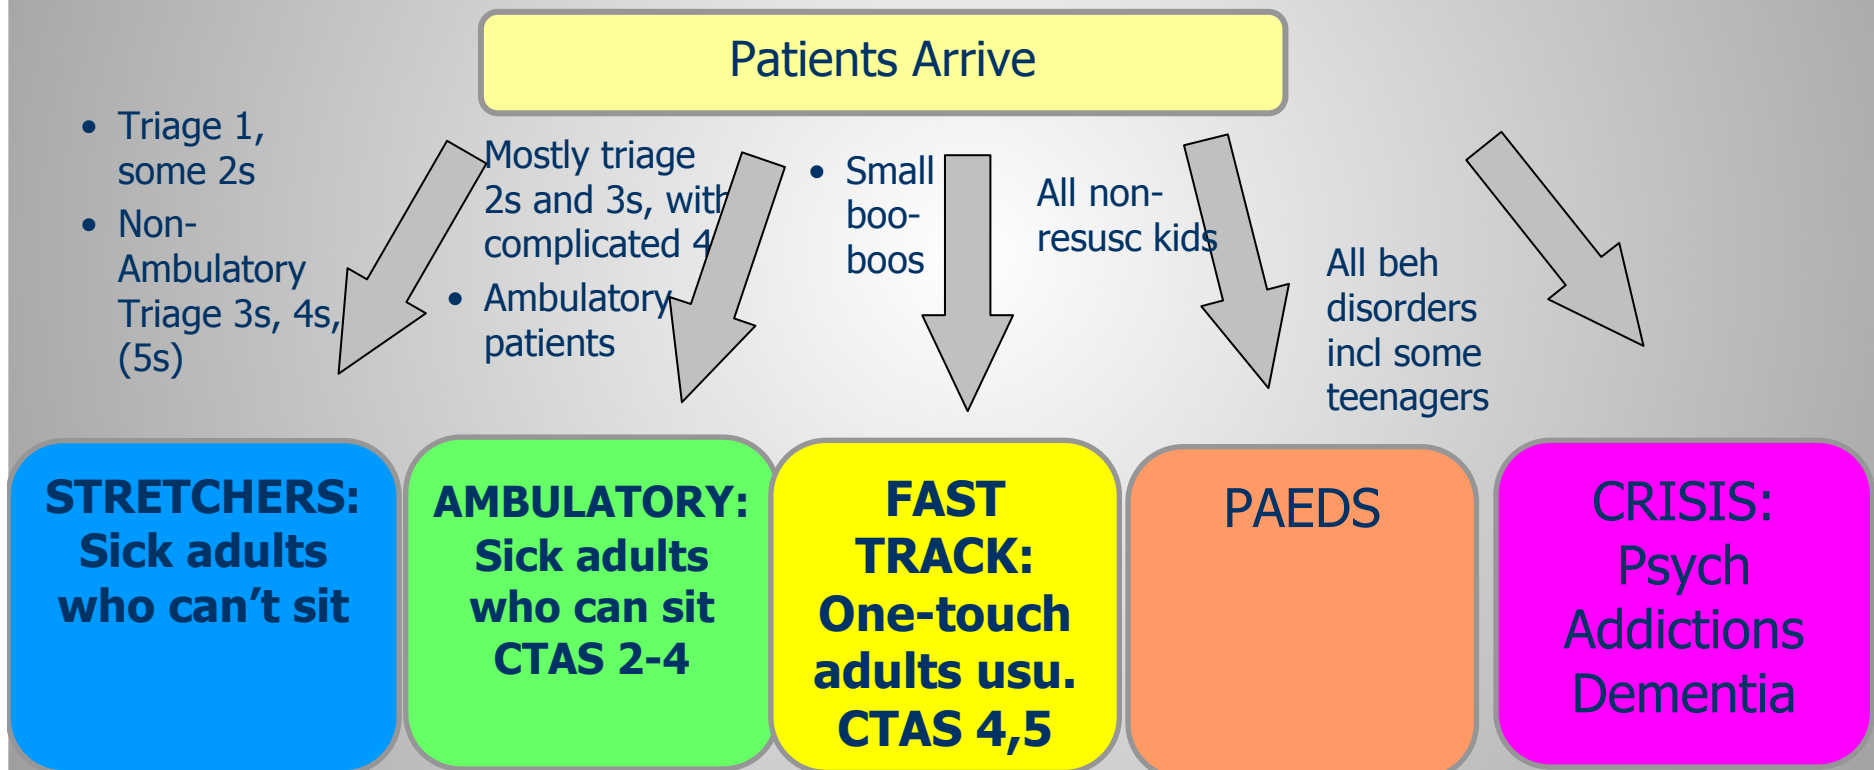 Patients Arrive
• Triage 1,
some 2s
• Non-
Ambulatory
Triage 3s, 4s,
(5s)
Mostly triage
2s and 3s, with
complicated 4
• Ambulatory
patients
• Small
boo-
boos
All non-
resusc kids
All beh
disorders
incl some
teenagers
STRETCHERS:
Sick adults
who can’t sit
AMBULATORY:
Sick adults
who can sit
CTAS 2-4
FAST
TRACK:
One-touch
adults usu.
CTAS 4,5
PAEDS
CRISIS:
Psych
Addictions
Dementia